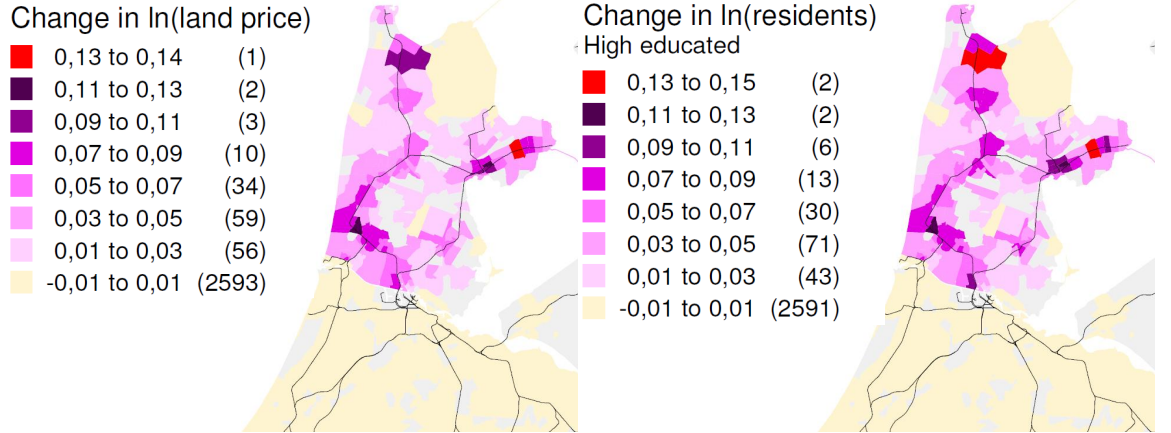 Change in ln(land price)
0,13 to 0,14 (1)
0,11 to 0,13 (2)
0,09 to 0,11 (3)
0,07 to 0,09 (10)
0,05 to 0,07 (34)
0,03 to 0,05 (59)
0,01 to 0,03 (56)
-0,01 to 0,01 (2593)
Change in ln(residents)
High educated
0,13 to 0,15 (2)
0,11 to 0,13 (2)
0,09 to 0,11 (6)
0,07 to 0,09 (13)
0,05 to 0,07 (30)
0,03 to 0,05 (71)
0,01 to 0,03 (43)
-0,01 to 0,01 (2591)